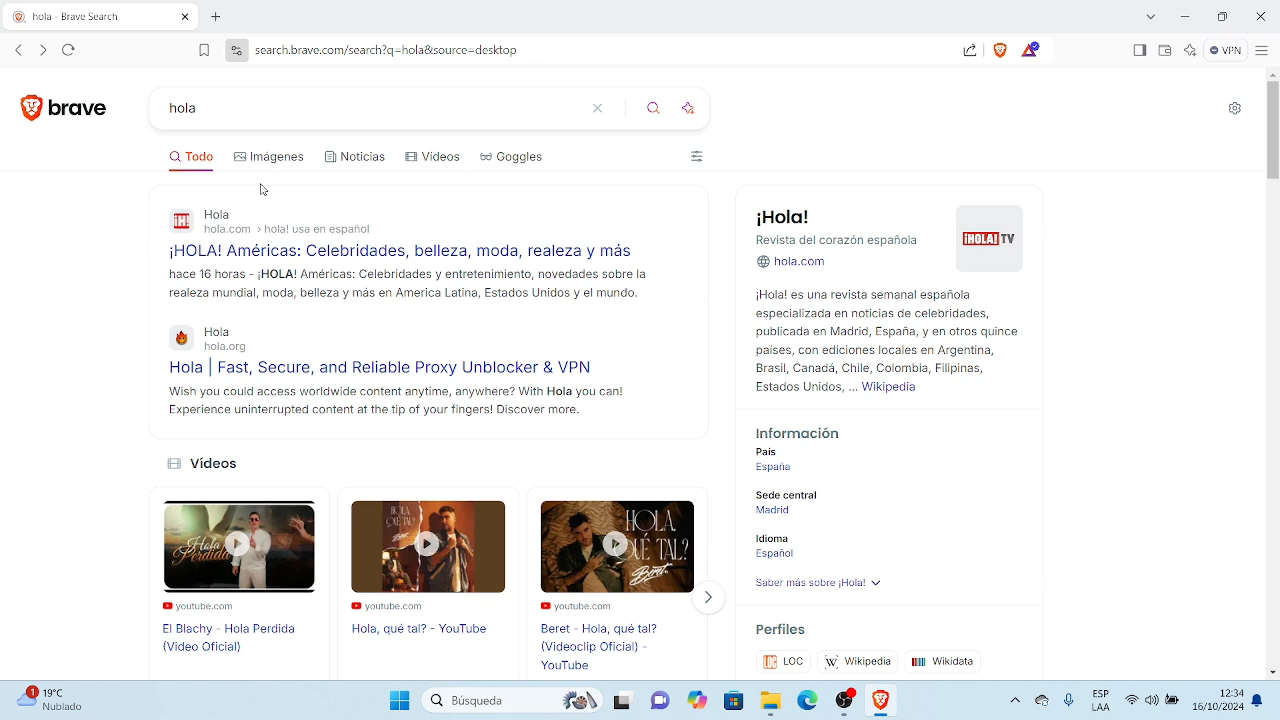 hola - Brave Search
search.brave.com/search?q=hola&source=desktop
VPN
brave
hola
Todo
Imágenes
Noticias
Vídeos
Goggles
Hola
hola.com › hola! usa en español
¡HOLA! Américas: Celebridades, belleza, moda, realeza y más
hace 16 horas - ¡HOLA! Américas: Celebridades y entretenimiento, novedades sobre la
realeza mundial, moda, belleza y más en America Latina, Estados Unidos y el mundo.
Hola
hola.org
Hola | Fast, Secure, and Reliable Proxy Unblocker & VPN
Wish you could access worldwide content anytime, anywhere? With Hola you can!
Experience uninterrupted content at the tip of your fingers! Discover more.
Vídeos
Hola
Perdida
youtube.com
El Blachy - Hola Perdida
(Video Oficial)
HOLA,
QUÉ TAL?
youtube.com
Hola, qué tal? - YouTube
HOLA,
QUÉ TAL?
Beret
youtube.com
Beret - Hola, qué tal?
(Videoclip Oficial) -
YouTube
¡Hola!
Revista del corazón española
hola.com
¡HOLA! TV
¡Hola! es una revista semanal española
especializada en noticias de celebridades,
publicada en Madrid, España, y en otros quince
países, con ediciones locales en Argentina,
Brasil, Canadá, Chile, Colombia, Filipinas,
Estados Unidos, ... Wikipedia
Información
País
España
Sede central
Madrid
Idioma
Español
Saber más sobre ¡Hola!
Perfiles
LOC
Wikipedia
Wikidata
1
19°C
Nublado
Búsqueda
ESP
LAA
12:34
16/10/2024